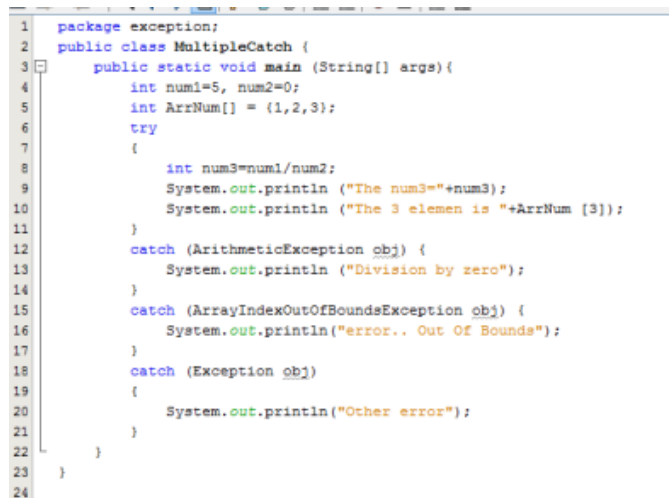 1 package exception;
2 public class MultipleCatch {
3 public static void main (String[] args){
4 int num1=5, num2=0;
5 int ArrNum[] = {1,2,3};
6 try
7 {
8 int num3=num1/num2;
9 System.out.println ("The num3="+num3);
10 System.out.println ("The 3 elemen is "+ArrNum [3]);
11 }
12 catch (ArithmeticException obj) {
13 System.out.println ("Division by zero");
14 }
15 catch (ArrayIndexOutOfBoundsException obj) {
16 System.out.println("error.. Out Of Bounds");
17 }
18 catch (Exception obj)
19 {
20 System.out.println("Other error");
21 }
22 }
23 }
24